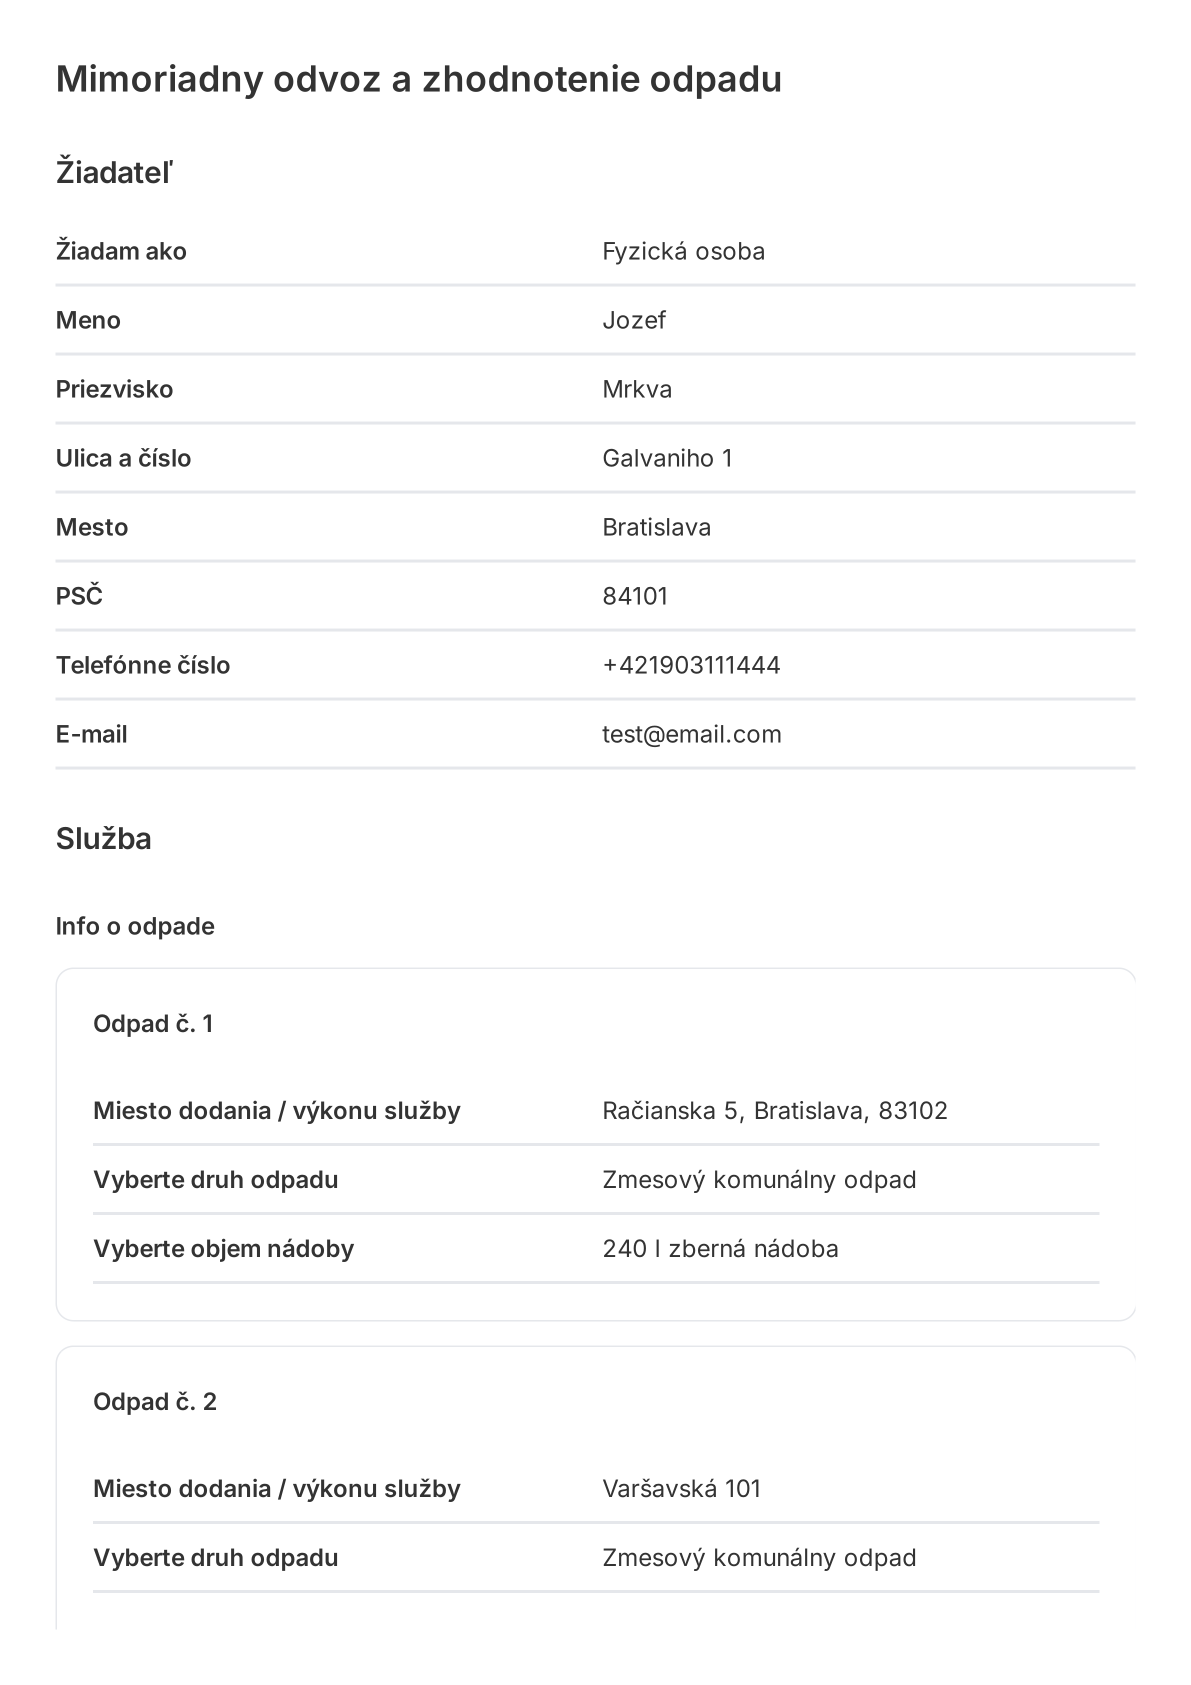 Mimoriadny odvoz a zhodnotenie odpadu
Žiadateľ
Žiadam ako Fyzická osoba
Meno Jozef
Priezvisko Mrkva
Ulica a číslo Galvaniho 1
Mesto Bratislava
PSČ 84101
Telefónne číslo +421903111444
E-mail test@email.com
Služba
Info o odpade
Odpad č. 1
Miesto dodania / výkonu služby Račianska 5, Bratislava, 83102
Vyberte druh odpadu Zmesový komunálny odpad
Vyberte objem nádoby 240 l zberná nádoba
Odpad č. 2
Miesto dodania / výkonu služby Varšavská 101
Vyberte druh odpadu Zmesový komunálny odpad